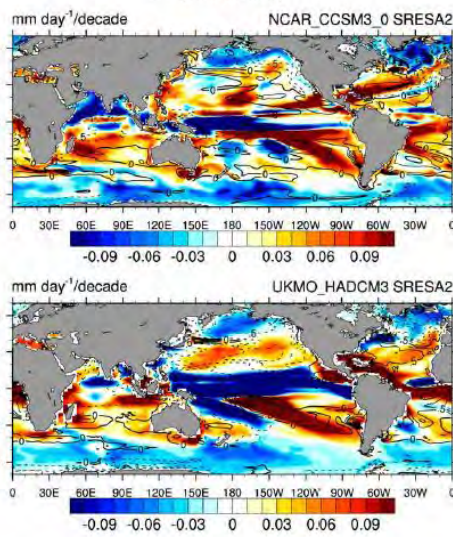 mm day⁻¹/decade NCAR_CCSM3_0 SRESA2
0 30E 60E 90E 120E 150E 180 150W 120W 90W 60W 30W
-0.09 -0.06 -0.03 0 0.03 0.06 0.09
mm day⁻¹/decade UKMO_HADCM3 SRESA2
0 30E 60E 90E 120E 150E 180 150W 120W 90W 60W 30W
-0.09 -0.06 -0.03 0 0.03 0.06 0.09